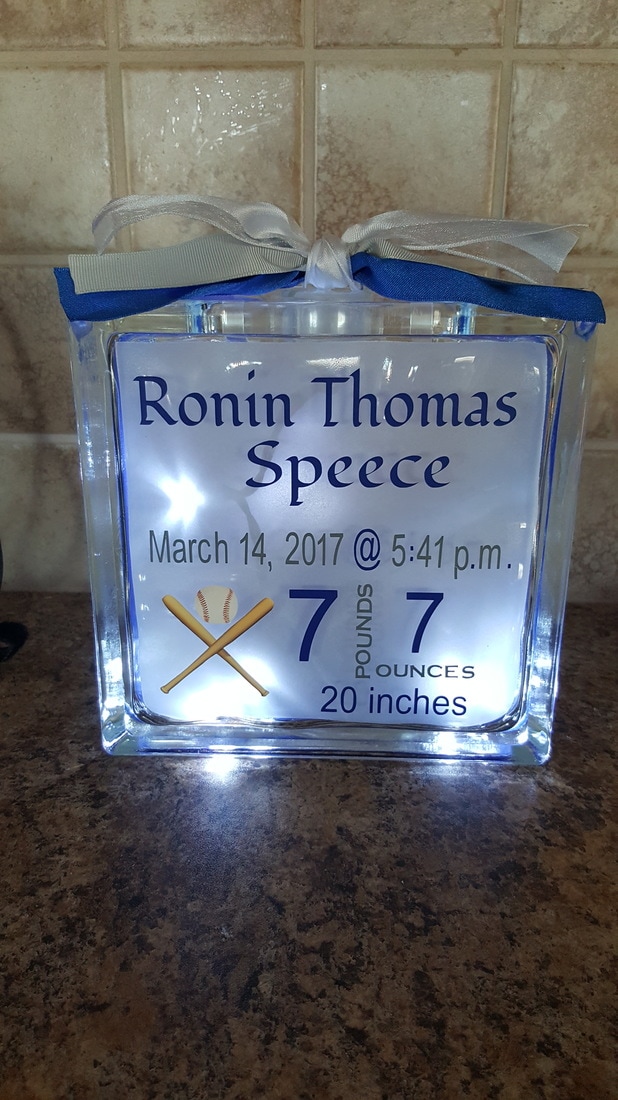 Ronin Thomas
Speece
March 14, 2017 @ 5:41 p.m.
7 POUNDS 7 OUNCES
20 inches